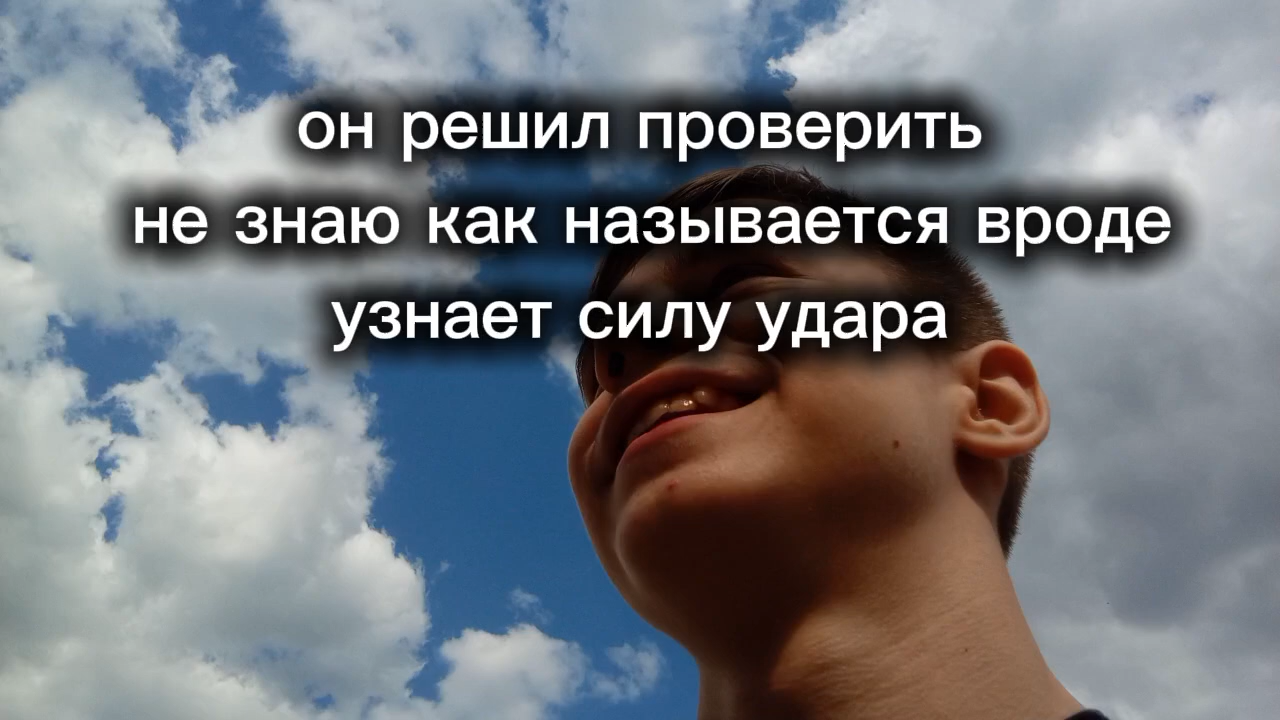 он решил проверить
не знаю как называется вроде
узнает силу удара